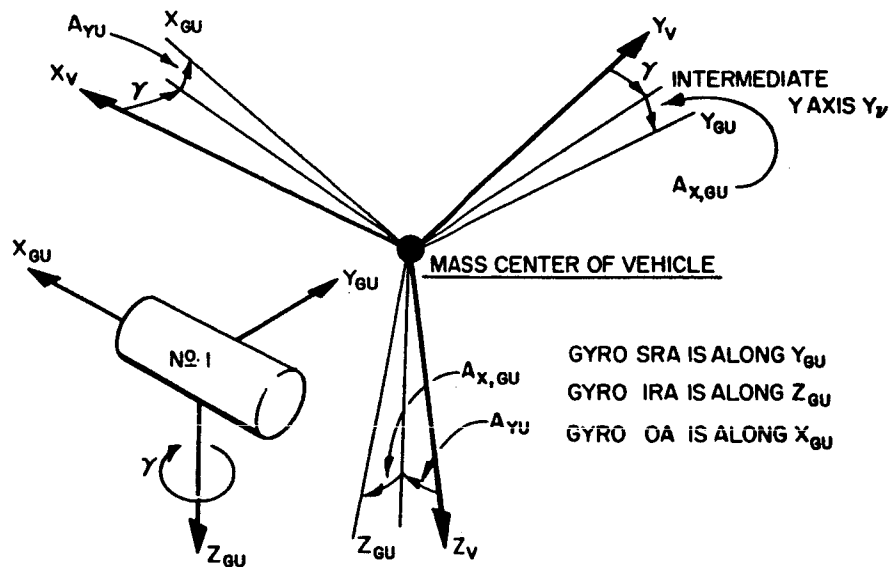 A_YU
X_GU
X_V
γ
Y_V
γ
INTERMEDIATE
Y AXIS Y_ν
Y_GU
A_X,GU
MASS CENTER OF VEHICLE
X_GU
Y_GU
Nº.1
γ
Z_GU
A_X,GU
A_YU
Z_GU
Z_V
GYRO SRA IS ALONG Y_GU
GYRO IRA IS ALONG Z_GU
GYRO OA IS ALONG X_GU